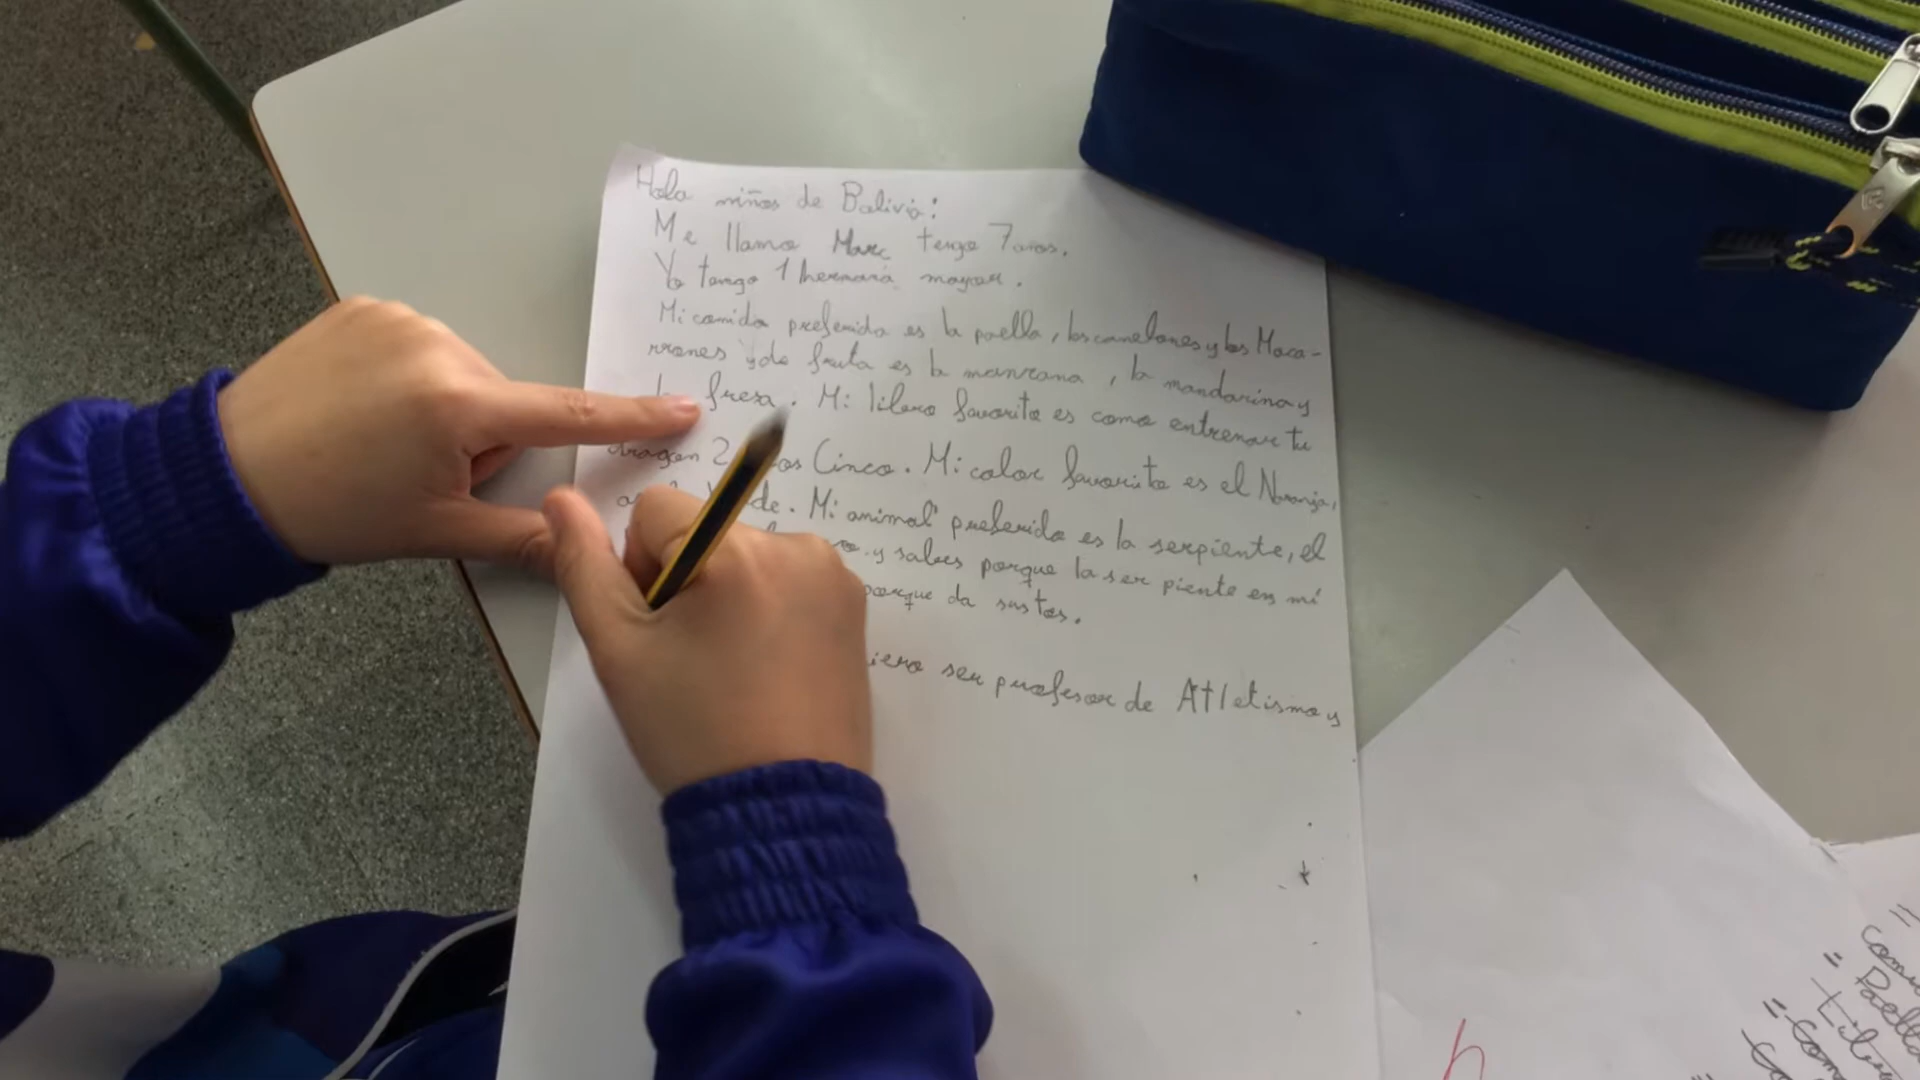 Hola niños de Bolivia:
Me llamo Marc tengo 7 años.
Yo tengo 1 hermana mayor.
Mi comida preferida es la paella, los canelones y los Maca-
rrones y de fruta es la manzana, la mandarina y
la fresa. Mi libro favorito es como entrenar tu
dragon 2 Cinco. Mi color favorito es el Naranja,
Mi animal preferido es la serpiente, el
y sabes porque la ser piente es mi
porque da sustos.
ser profesor de Atletismo y
=
=
Paella
=